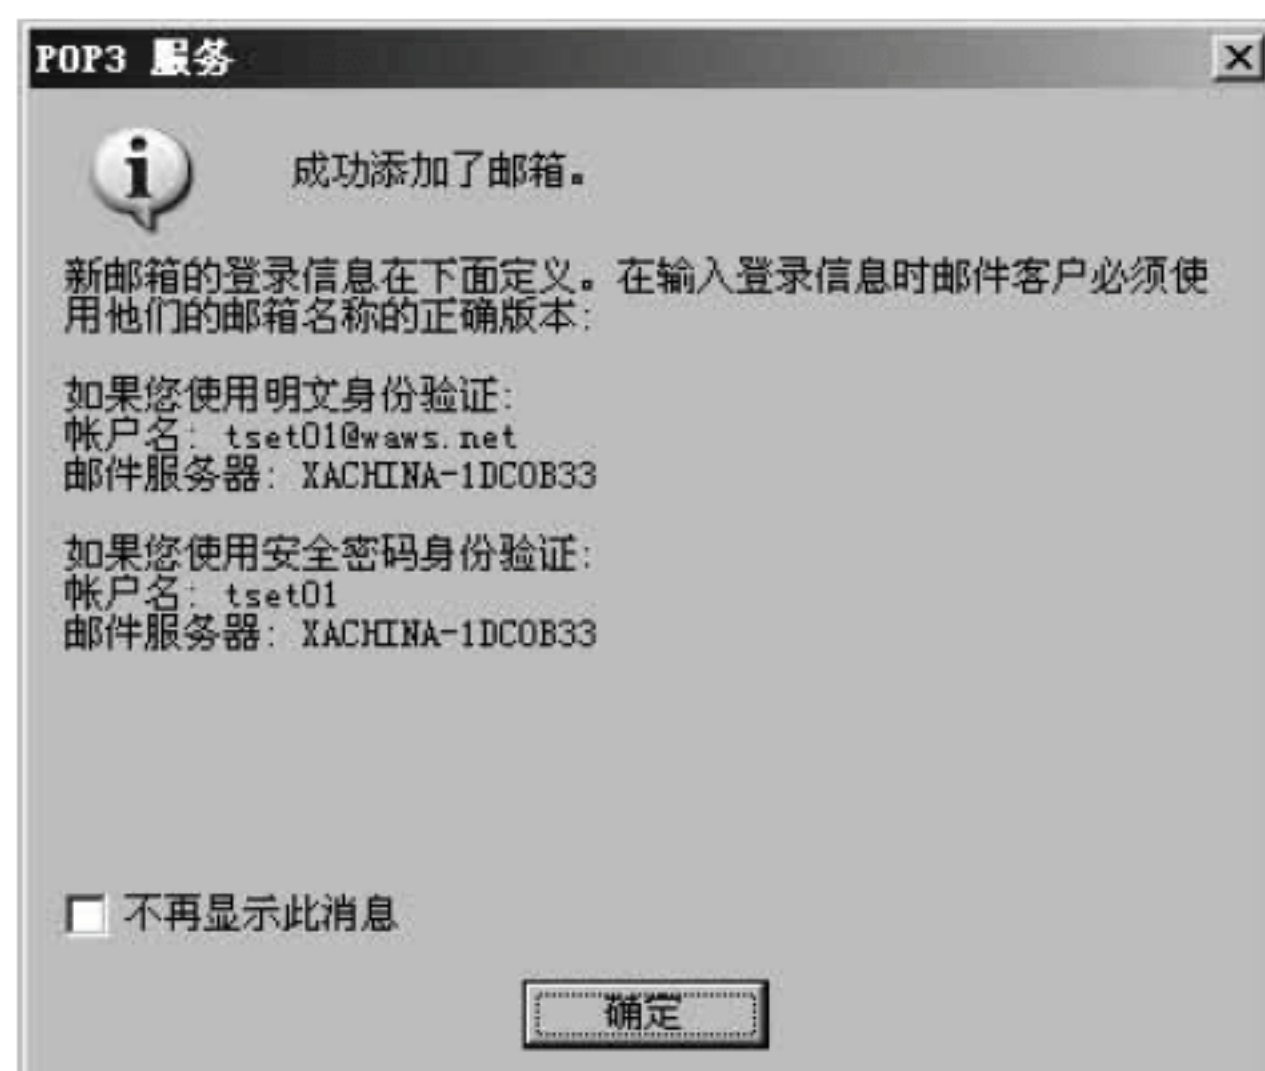 POP3 服务
成功添加了邮箱。
新邮箱的登录信息在下面定义。在输入登录信息时邮件客户必须使
用他们的邮箱名称的正确版本:
如果您使用明文身份验证:
帐户名: tset01@waws.net
邮件服务器: XACHINA-1DC0B33
如果您使用安全密码身份验证:
帐户名: tset01
邮件服务器: XACHINA-1DC0B33
不再显示此消息
确定